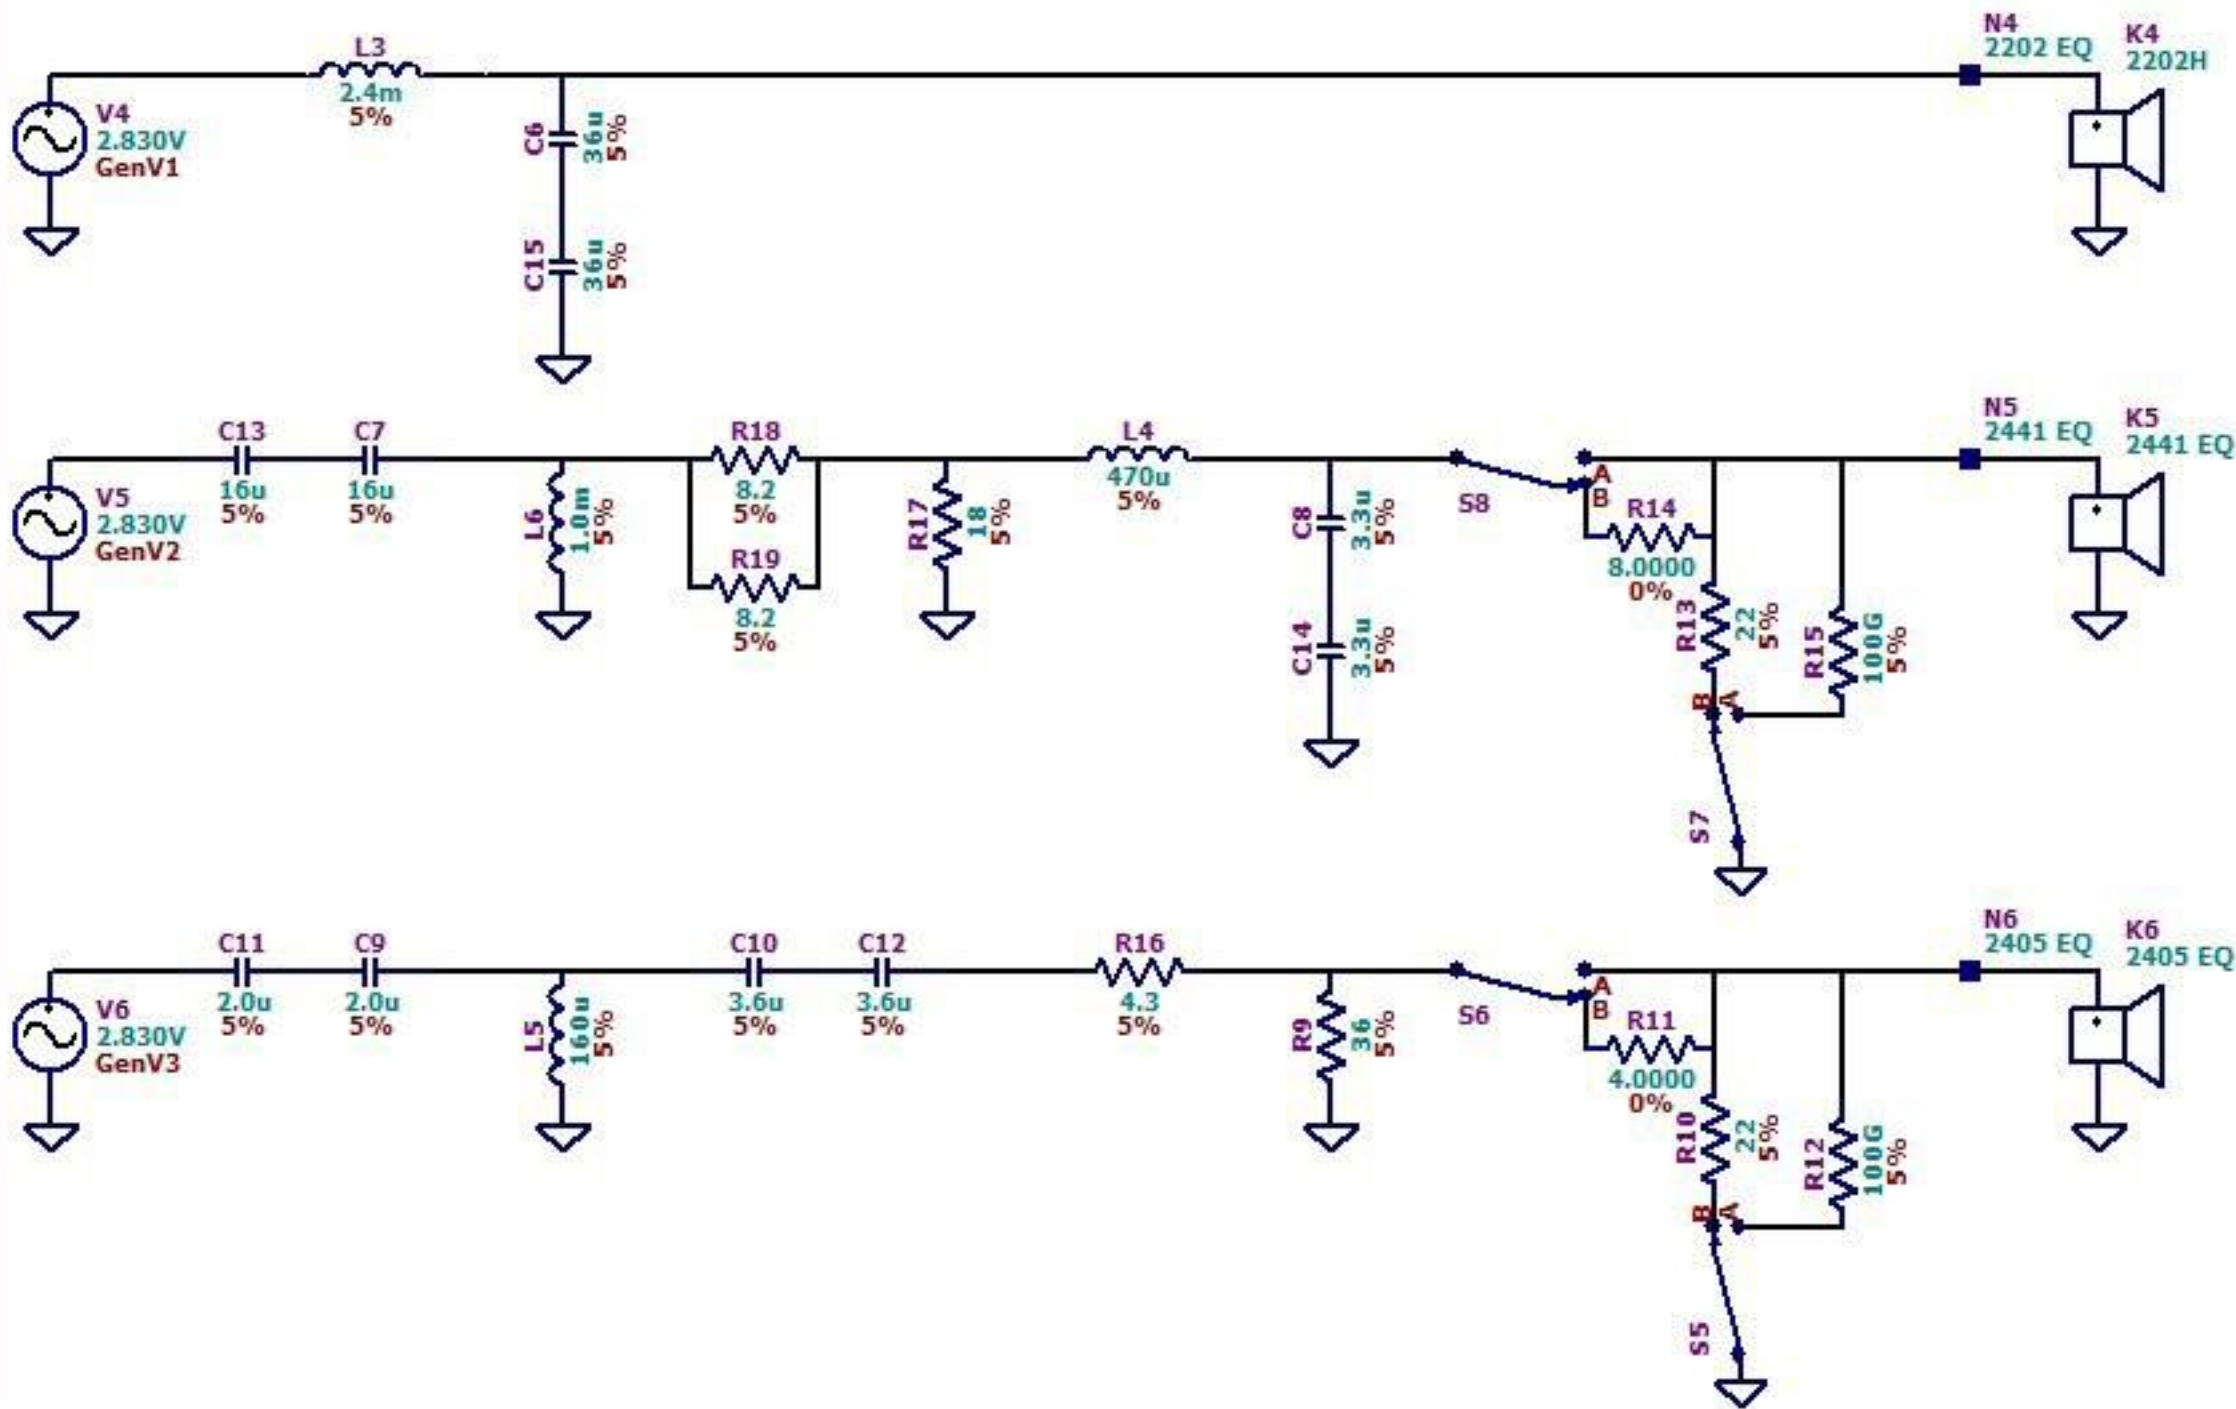 L3
2.4m
5%
V4
2.830V
GenV1
C6
36u
5%
C15
36u
5%
N4
2202 EQ
K4
2202H
C13
16u
5%
C7
16u
5%
V5
2.830V
GenV2
L6
1.0m
5%
R18
8.2
5%
R19
8.2
5%
R17
18
5%
L4
470u
5%
C8
3.3u
5%
C14
3.3u
5%
S8
A
B
R14
8.0000
0%
R13
22
5%
R15
100G
5%
B
A
S7
N5
2441 EQ
K5
2441 EQ
C11
2.0u
5%
C9
2.0u
5%
V6
2.830V
GenV3
L5
160u
5%
C10
3.6u
5%
C12
3.6u
5%
R16
4.3
5%
R9
36
5%
S6
A
B
R11
4.0000
0%
R10
22
5%
R12
100G
5%
B
A
S5
N6
2405 EQ
K6
2405 EQ